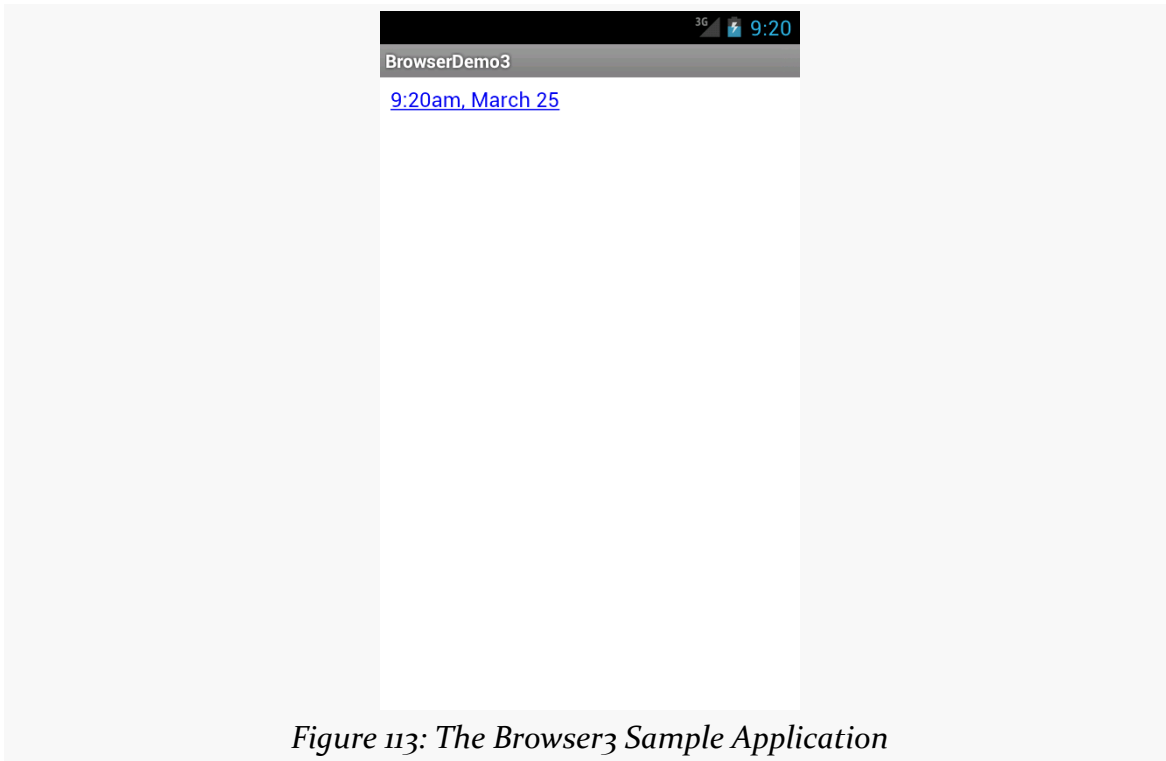 3G 9:20
BrowserDemo3
9:20am, March 25
Figure 113: The Browser3 Sample Application